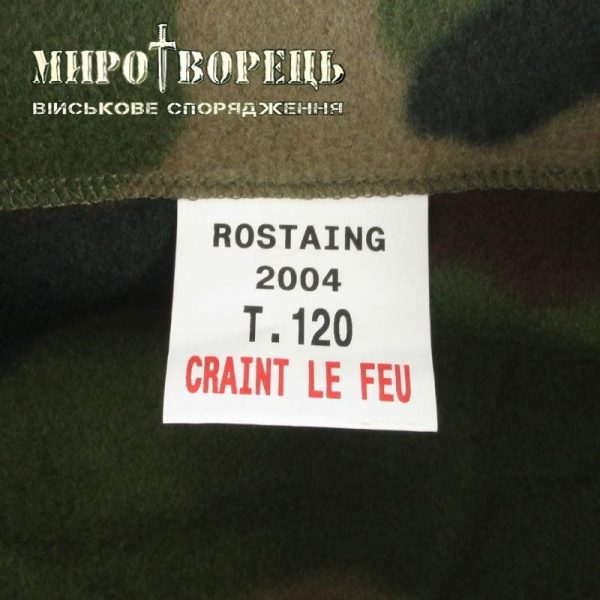 МИРОТВОРЕЦЬ
ВІЙСЬКОВЕ СПОРЯДЖЕННЯ
ROSTAING
2004
T.120
CRAINT LE FEU